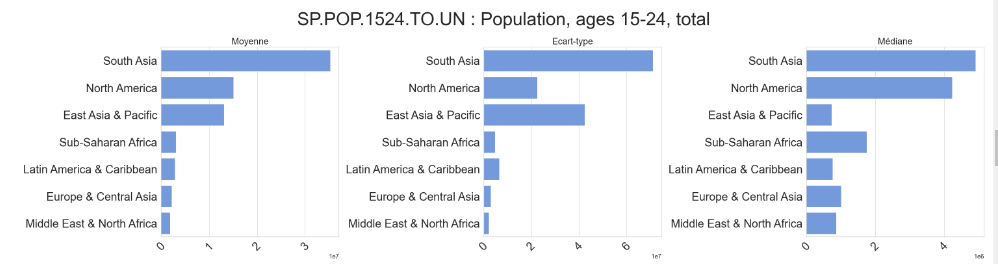 SP.POP.1524.TO.UN : Population, ages 15-24, total
Moyenne
South Asia
North America
East Asia & Pacific
Sub-Saharan Africa
Latin America & Caribbean
Europe & Central Asia
Middle East & North Africa
0 1 2 3
1e7
Ecart-type
South Asia
North America
East Asia & Pacific
Sub-Saharan Africa
Latin America & Caribbean
Europe & Central Asia
Middle East & North Africa
0 2 4 6
1e7
Médiane
South Asia
North America
East Asia & Pacific
Sub-Saharan Africa
Latin America & Caribbean
Europe & Central Asia
Middle East & North Africa
0 2 4
1e6